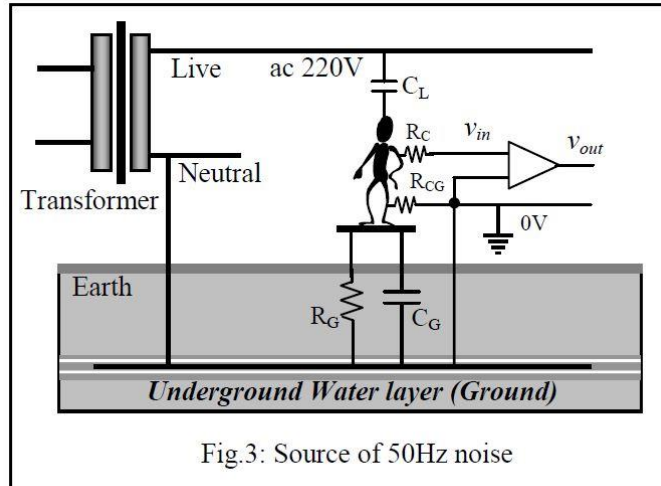 Live
ac 220V
C_L
R_C
v_in
v_out
Neutral
R_CG
Transformer
0V
Earth
R_G
C_G
Underground Water layer (Ground)
Fig.3: Source of 50Hz noise